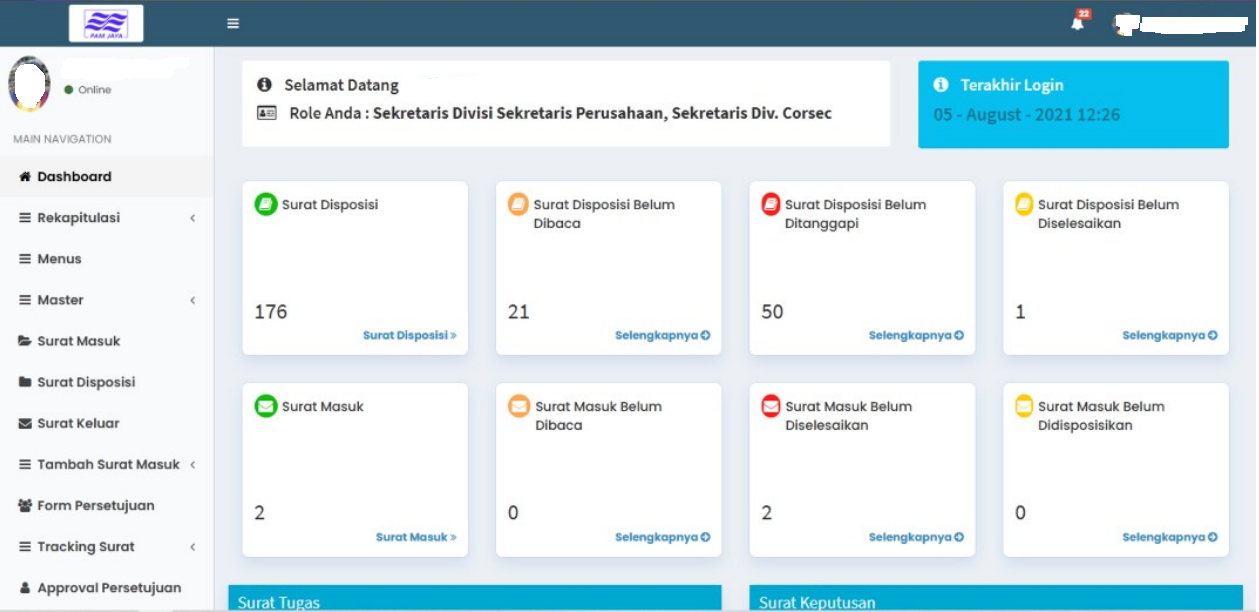 PAM JAYA
22
Online
MAIN NAVIGATION
Dashboard
Rekapitulasi
Menus
Master
Surat Masuk
Surat Disposisi
Surat Keluar
Tambah Surat Masuk
Form Persetujuan
Tracking Surat
Approval Persetujuan
Selamat Datang
Role Anda : Sekretaris Divisi Sekretaris Perusahaan, Sekretaris Div. Corsec
Terakhir Login
05 - August - 2021 12:26
Surat Disposisi
176
Surat Disposisi »
Surat Disposisi Belum
Dibaca
21
Selengkapnya
Surat Disposisi Belum
Ditanggapi
50
Selengkapnya
Surat Disposisi Belum
Diselesaikan
1
Selengkapnya
Surat Masuk
2
Surat Masuk »
Surat Masuk Belum
Dibaca
0
Selengkapnya
Surat Masuk Belum
Diselesaikan
2
Selengkapnya
Surat Masuk Belum
Didisposisikan
0
Selengkapnya
Surat Tugas
Surat Keputusan